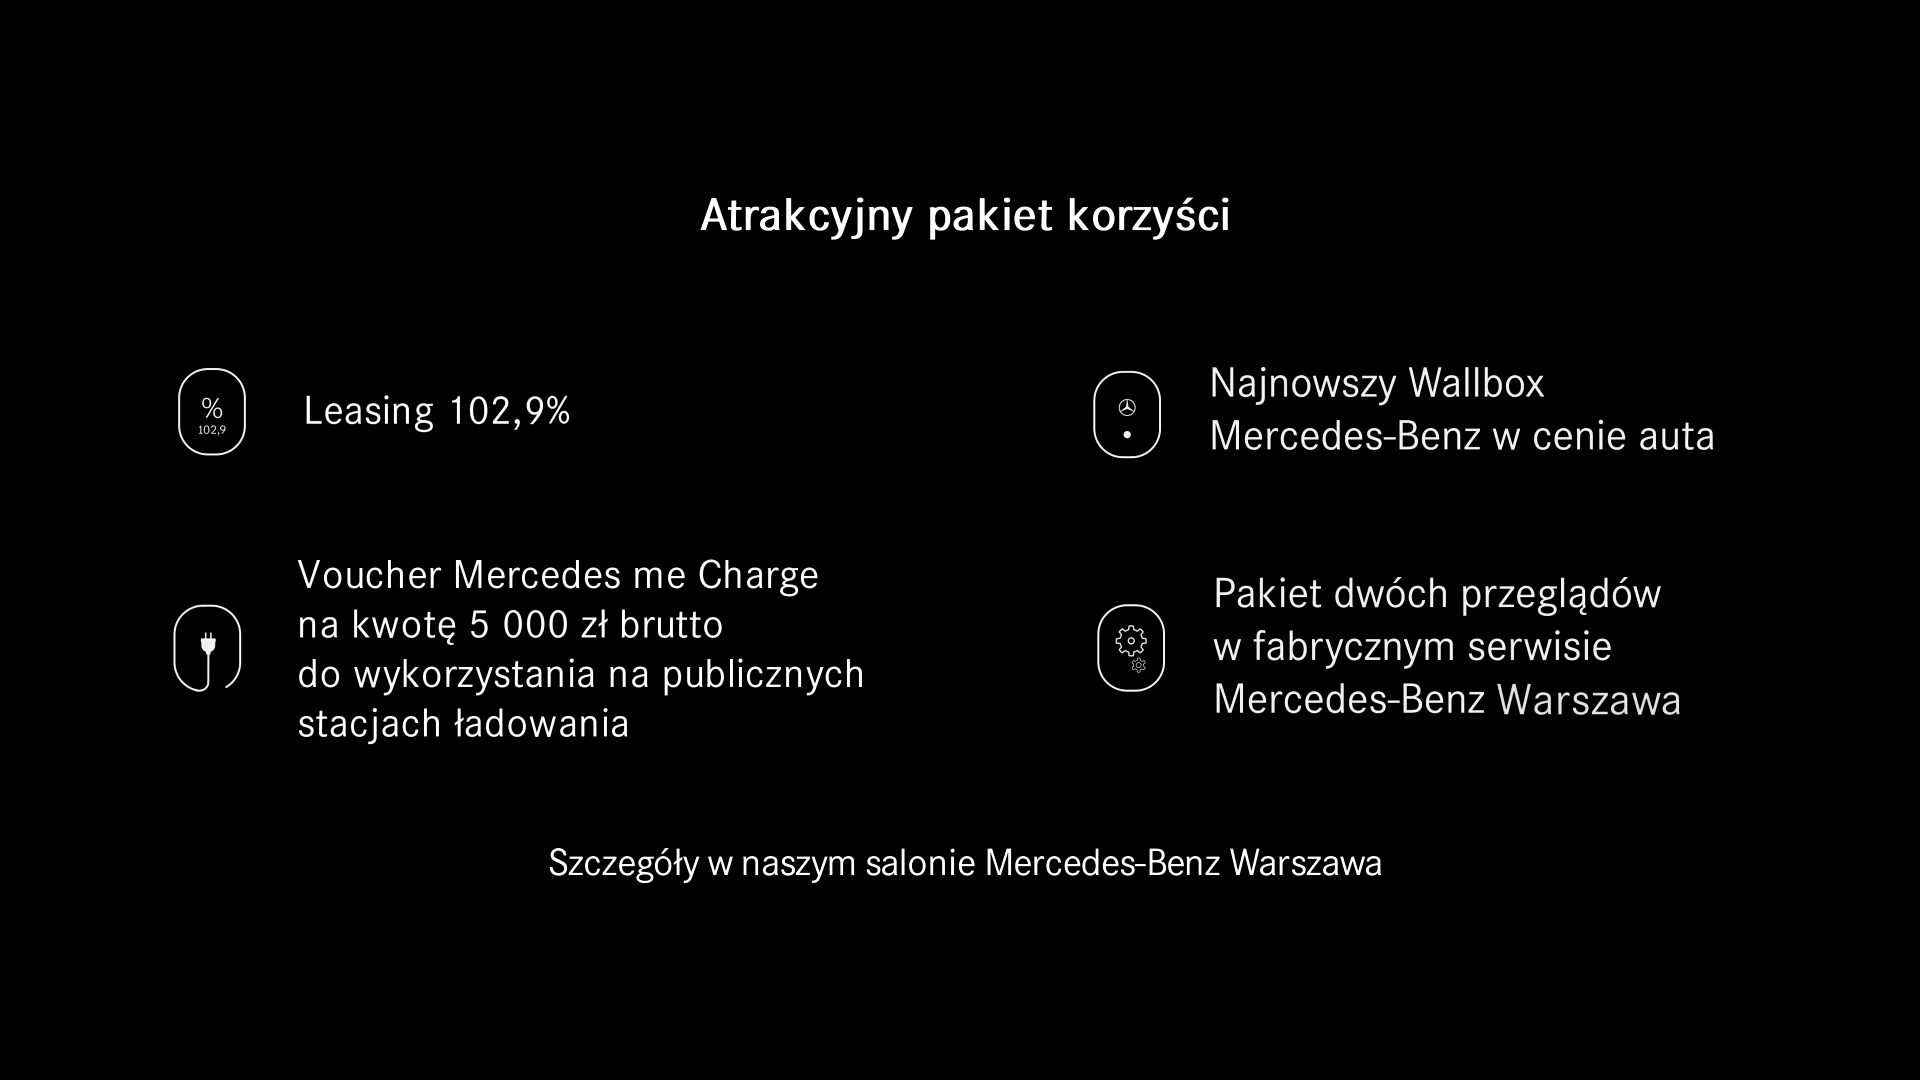 Atrakcyjny pakiet korzyści
%
102,9
Leasing 102,9%
Najnowszy Wallbox
Mercedes-Benz w cenie auta
Voucher Mercedes me Charge
na kwotę 5 000 zł brutto
do wykorzystania na publicznych
stacjach ładowania
Pakiet dwóch przeglądów
w fabrycznym serwisie
Mercedes-Benz Warszawa
Szczegóły w naszym salonie Mercedes-Benz Warszawa